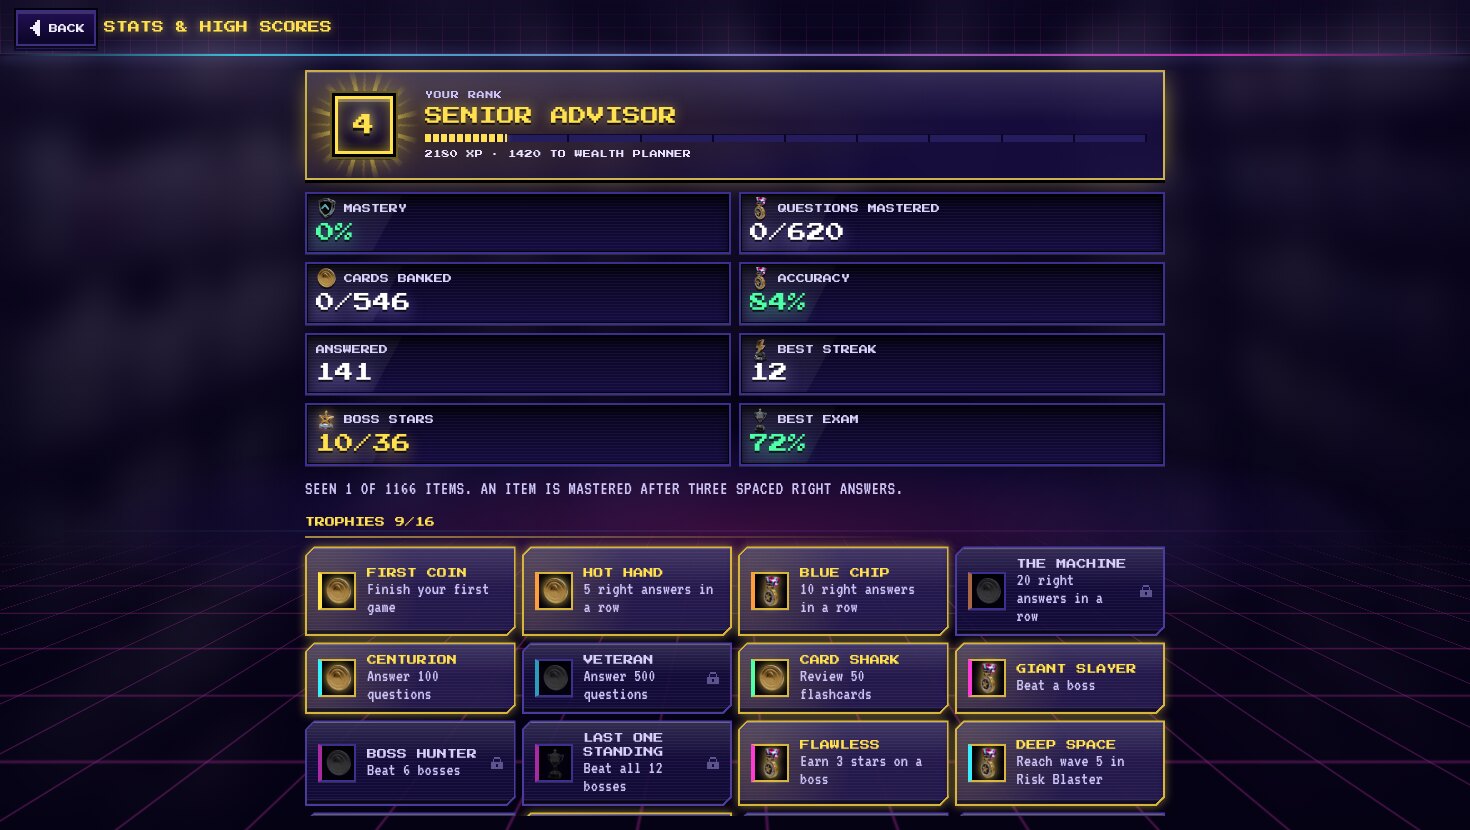 BACK
STATS & HIGH SCORES
4
YOUR RANK
SENIOR ADVISOR
2180 XP · 1420 TO WEALTH PLANNER
MASTERY
0%
QUESTIONS MASTERED
0/620
CARDS BANKED
0/546
ACCURACY
84%
ANSWERED
141
BEST STREAK
12
BOSS STARS
10/36
BEST EXAM
72%
SEEN 1 OF 1166 ITEMS. AN ITEM IS MASTERED AFTER THREE SPACED RIGHT ANSWERS.
TROPHIES 9/16
FIRST COIN
Finish your first
game
HOT HAND
5 right answers in
a row
BLUE CHIP
10 right answers
in a row
THE MACHINE
20 right
answers in a
row
CENTURION
Answer 100
questions
VETERAN
Answer 500
questions
CARD SHARK
Review 50
flashcards
GIANT SLAYER
Beat a boss
BOSS HUNTER
Beat 6 bosses
LAST ONE
STANDING
Beat all 12
bosses
FLAWLESS
Earn 3 stars on a
boss
DEEP SPACE
Reach wave 5 in
Risk Blaster